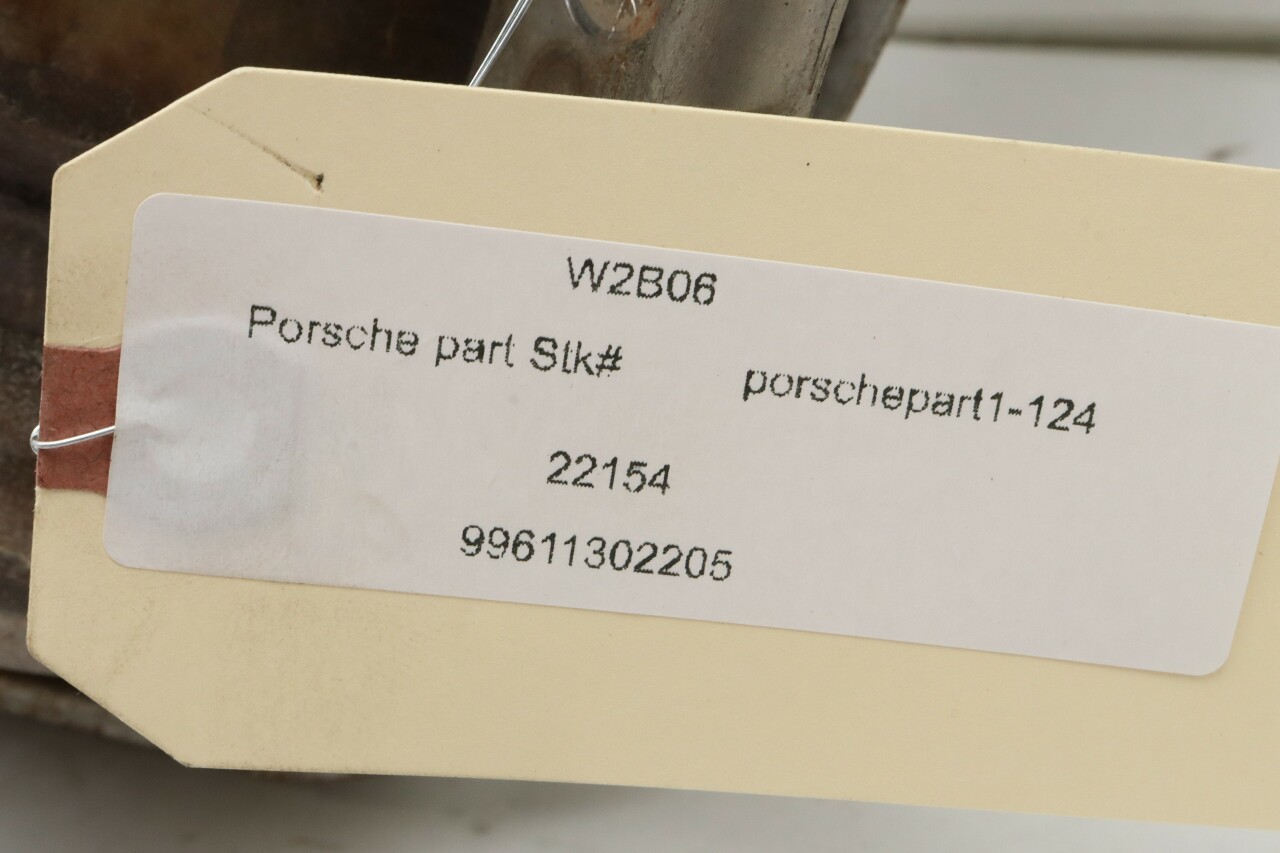 W2B06
Porsche part Stk# porschepart1-124
22154
99611302205